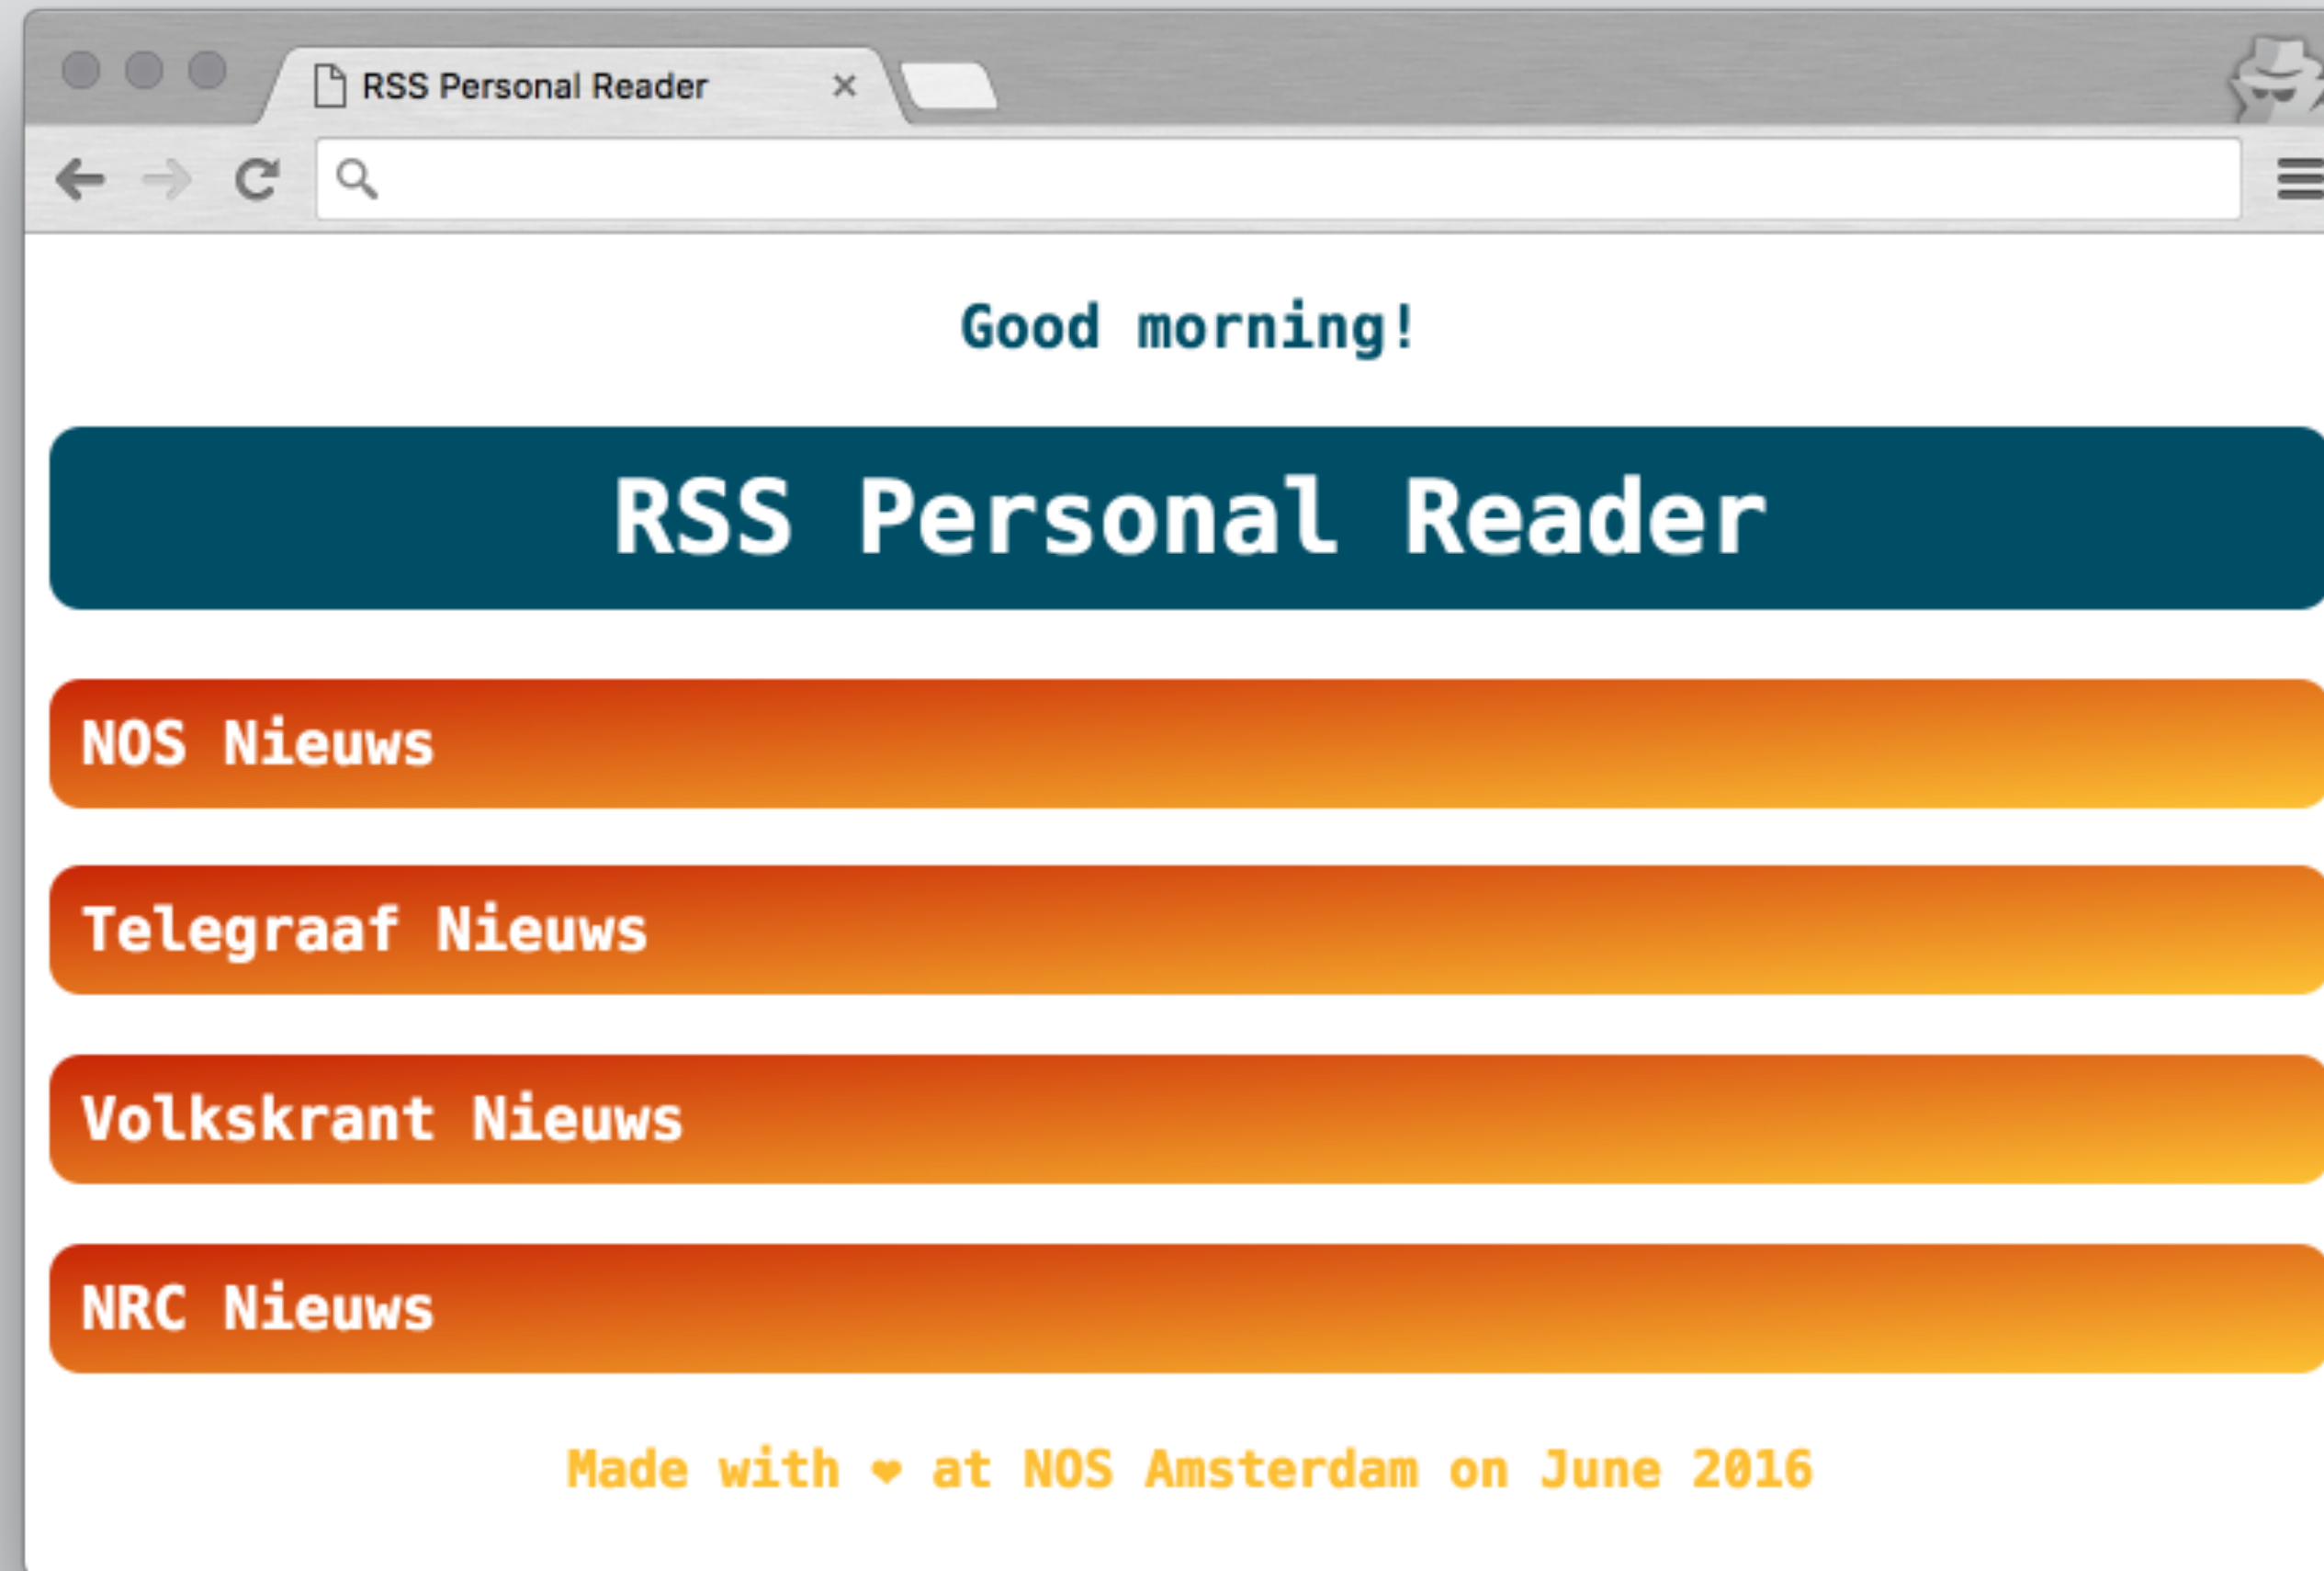 RSS Personal Reader
Good morning!
RSS Personal Reader
NOS Nieuws
Telegraaf Nieuws
Volkskrant Nieuws
NRC Nieuws
Made with ❤ at NOS Amsterdam on June 2016